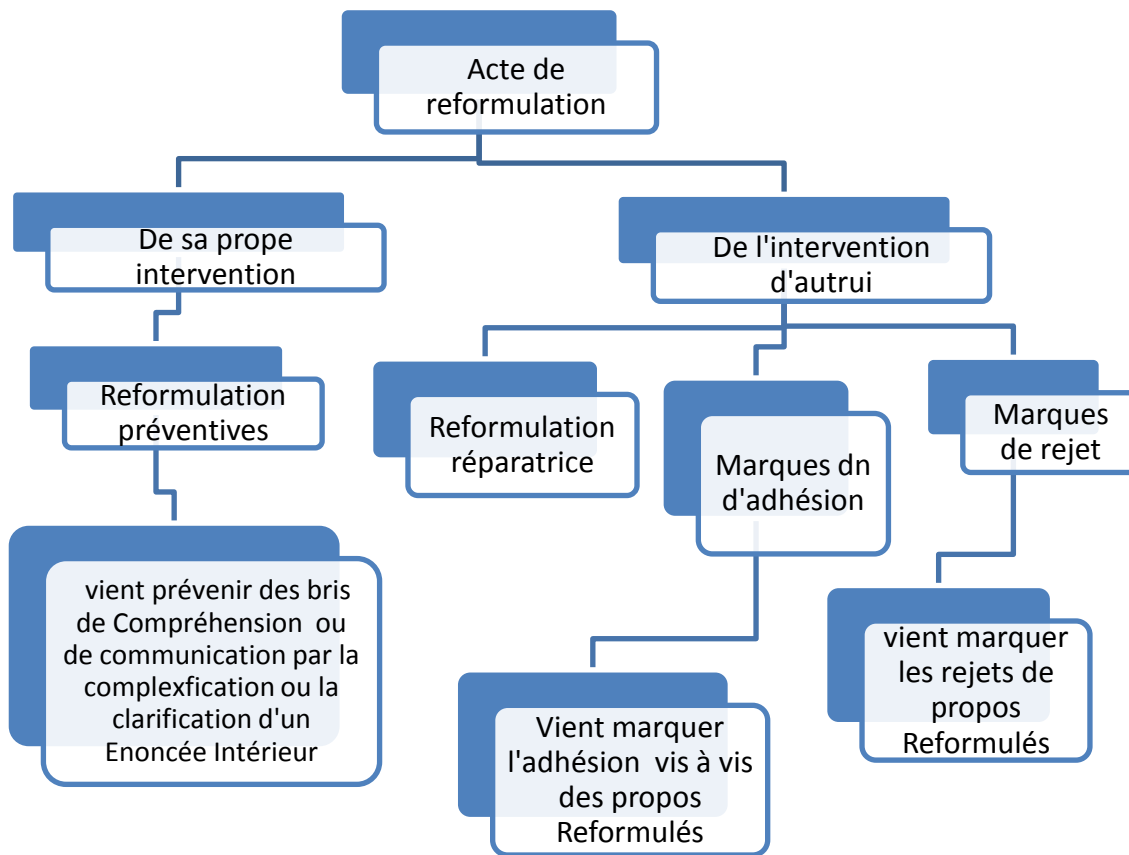 Acte de
reformulation
De sa prope
intervention
De l'intervention
d'autrui
Reformulation
préventives
Reformulation
réparatrice
Marques dn
d'adhésion
Marques
de rejet
vient prévenir des bris
de Compréhension ou
de communication par la
complexfication ou la
clarification d'un
Enoncée Intérieur
Vient marquer
l'adhésion vis à vis
des propos
Reformulés
vient marquer
les rejets de
propos
Reformulés